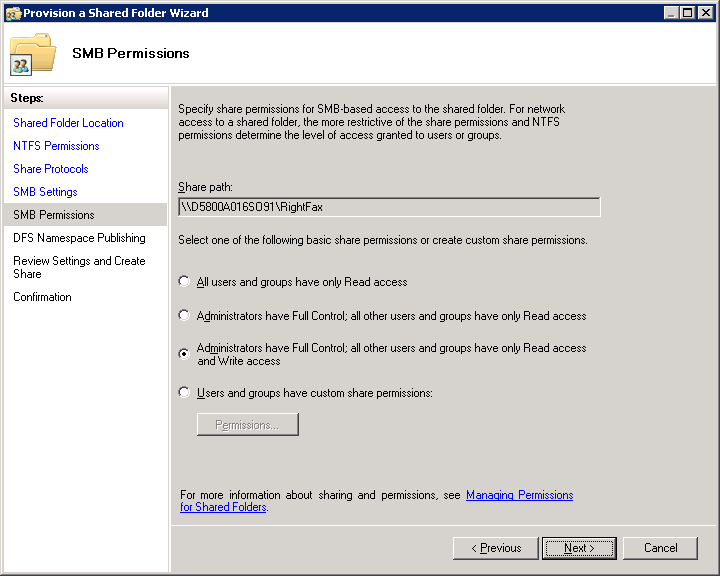 Provision a Shared Folder Wizard
SMB Permissions
Steps:
Shared Folder Location
NTFS Permissions
Share Protocols
SMB Settings
SMB Permissions
DFS Namespace Publishing
Review Settings and Create
Share
Confirmation
Specify share permissions for SMB-based access to the shared folder. For network
access to a shared folder, the more restrictive of the share permissions and NTFS
permissions determine the level of access granted to users or groups.
Share path:
\\D5800A016SO91\RightFax
Select one of the following basic share permissions or create custom share permissions.
All users and groups have only Read access
Administrators have Full Control; all other users and groups have only Read access
Administrators have Full Control; all other users and groups have only Read access
and Write access
Users and groups have custom share permissions:
Permissions...
For more information about sharing and permissions, see Managing Permissions
for Shared Folders.
< Previous
Next >
Cancel